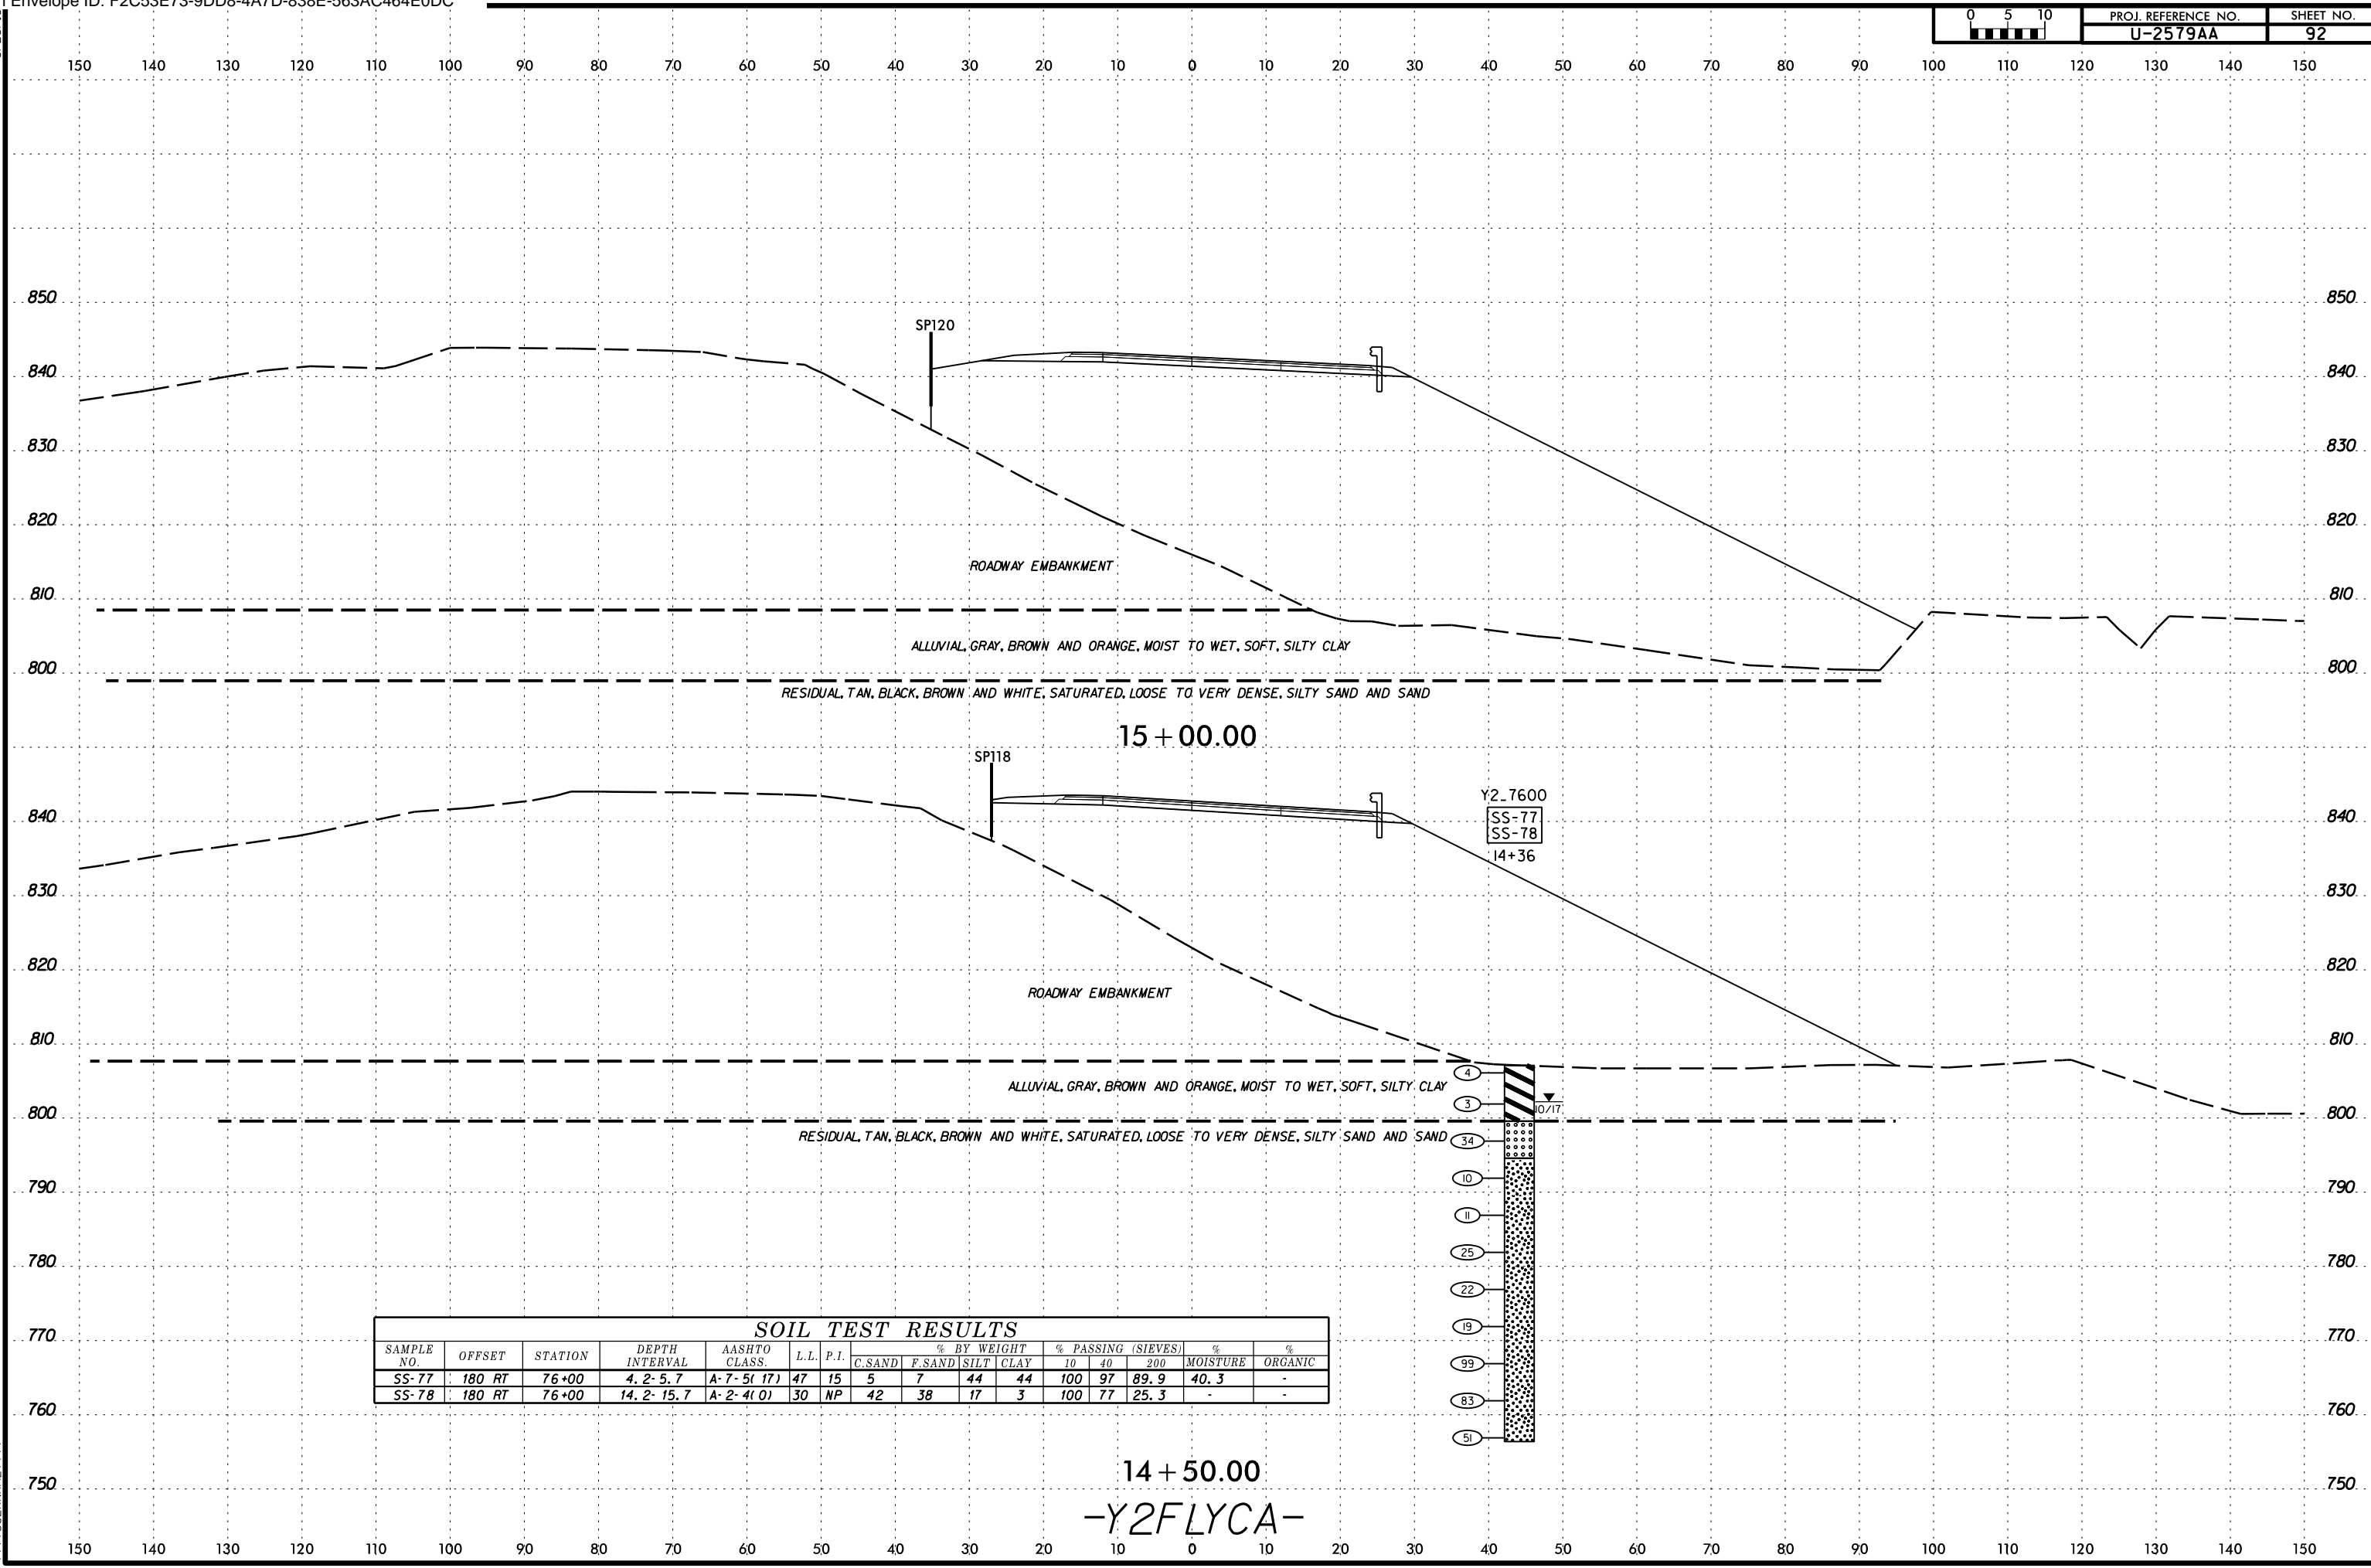 Envelope ID: F2C53E73-9DD8-4A7D-838E-563AC464E0DC
0 5 10
PROJ. REFERENCE NO. SHEET NO.
U-2579AA 92
150 140 130 120 110 100 90 80 70 60 50 40 30 20 10 0 10 20 30 40 50 60 70 80 90 100 110 120 130 140 150
850 850
SP120
840 840
830 830
820 820
ROADWAY EMBANKMENT
810 810
ALLUVIAL, GRAY, BROWN AND ORANGE, MOIST TO WET, SOFT, SILTY CLAY
800 800
RESIDUAL, TAN, BLACK, BROWN AND WHITE, SATURATED, LOOSE TO VERY DENSE, SILTY SAND AND SAND
15+00.00
SP118
Y2_7600
SS-77
SS-78
14+36
840 840
830 830
820 820
ROADWAY EMBANKMENT
810 810
4
ALLUVIAL, GRAY, BROWN AND ORANGE, MOIST TO WET, SOFT, SILTY CLAY
3
10/17
800 800
RESIDUAL, TAN, BLACK, BROWN AND WHITE, SATURATED, LOOSE TO VERY DENSE, SILTY SAND AND SAND
34
10
790 790
11
25
780 780
22
19
770 770
99
83
760 760
51
SOIL TEST RESULTS
SAMPLE NO. OFFSET STATION DEPTH INTERVAL AASHTO CLASS. L.L. P.I. % BY WEIGHT % PASSING (SIEVES) % MOISTURE % ORGANIC
C.SAND F.SAND SILT CLAY 10 40 200
SS-77 180 RT 76+00 4.2-5.7 A-7-5(17) 47 15 5 7 44 44 100 97 89.9 40.3 -
SS-78 180 RT 76+00 14.2-15.7 A-2-4(0) 30 NP 42 38 17 3 100 77 25.3 - -
14+50.00
750 750
-Y2FLYCA-
150 140 130 120 110 100 90 80 70 60 50 40 30 20 10 0 10 20 30 40 50 60 70 80 90 100 110 120 130 140 150